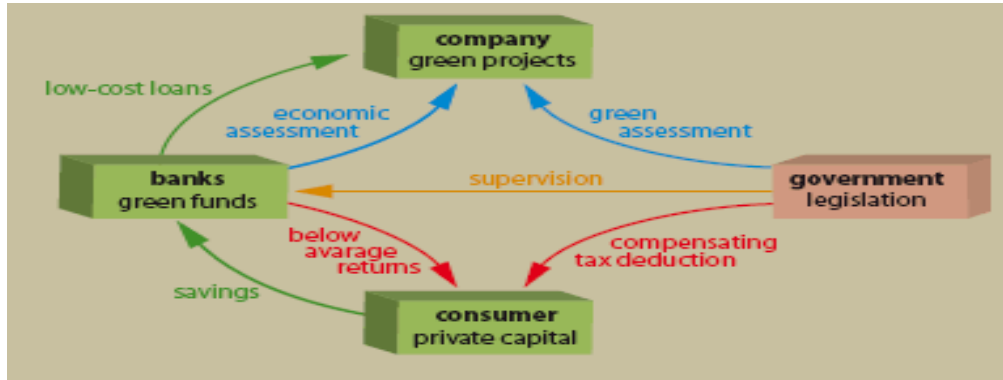 company
green projects
low-cost loans
economic
assessment
green
assessment
banks
green funds
supervision
government
legislation
below
avarage
returns
compensating
tax deduction
savings
consumer
private capital